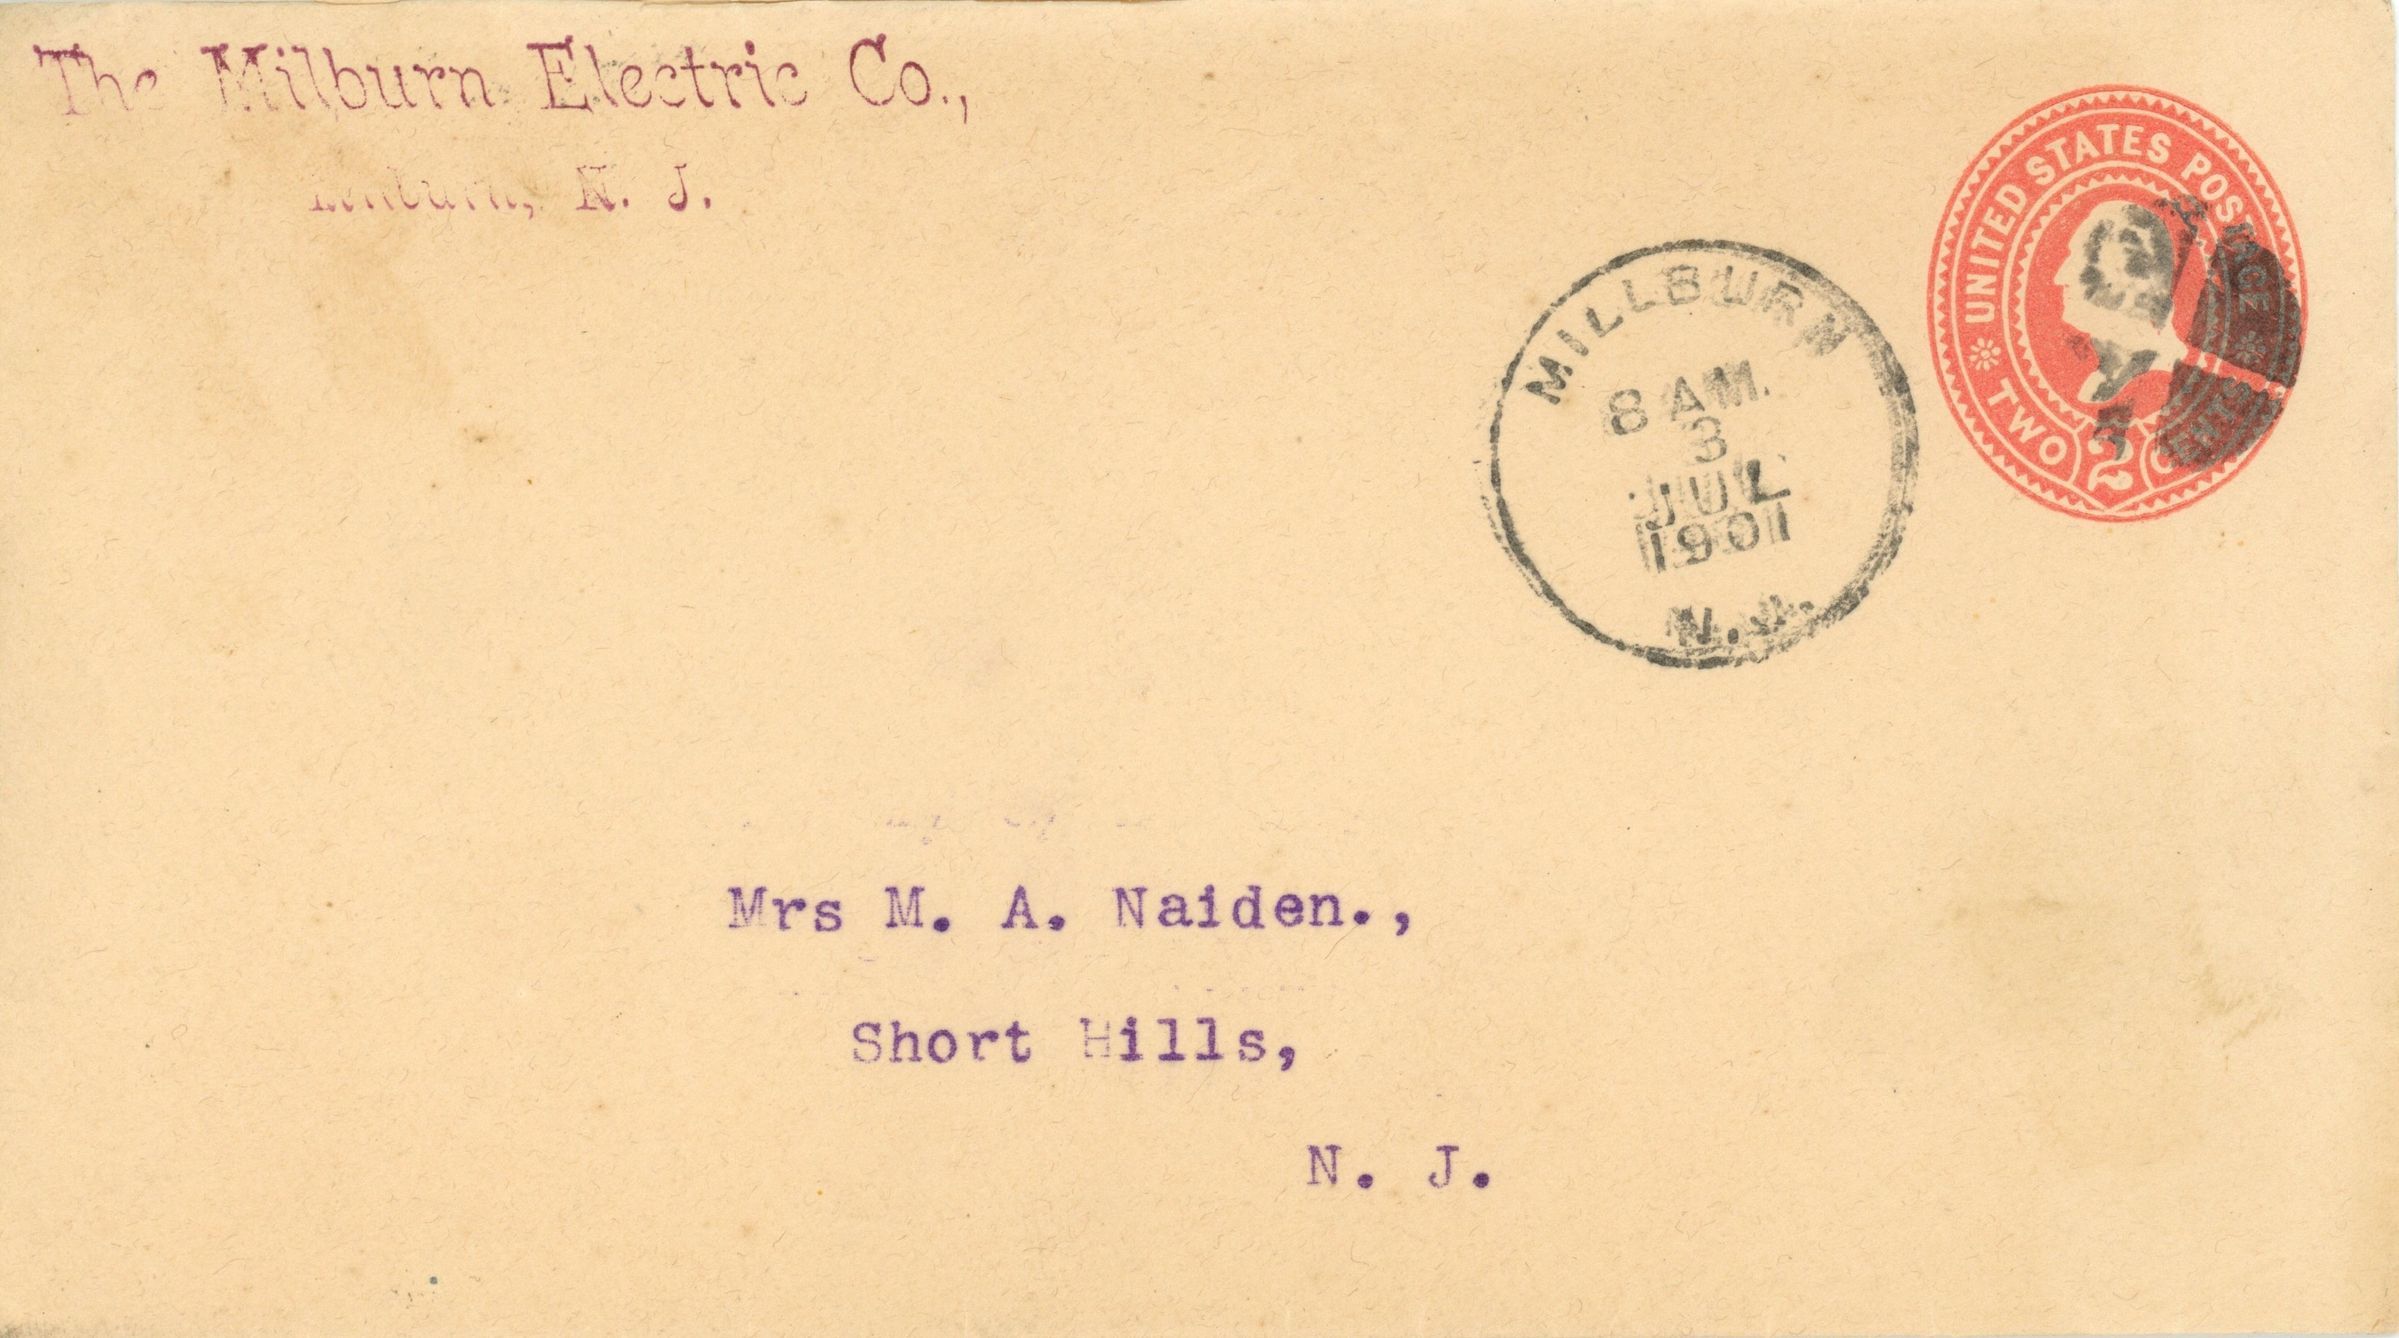 The Milburn Electric Co.,
N. J.
UNITED STATES POSTAGE
TWO 2 CENTS
MILLBURN
8 AM
3
JUL
1901
N.J.
Mrs M. A. Naiden.,
Short Hills,
N. J.